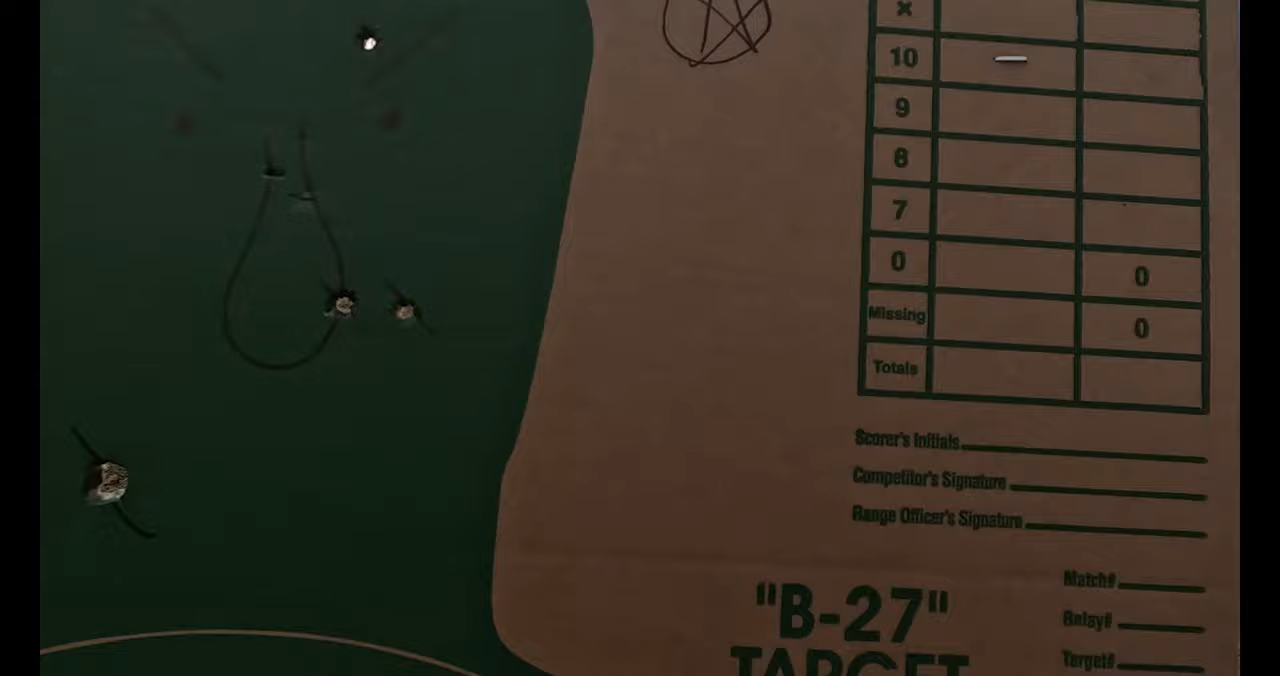 X
10
9
8
7
0 0
Missing 0
Totals
Scorer's Initials
Competitor's Signature
Range Officer's Signature
Match#
"B-27"
Relay#
TARGET
Target#